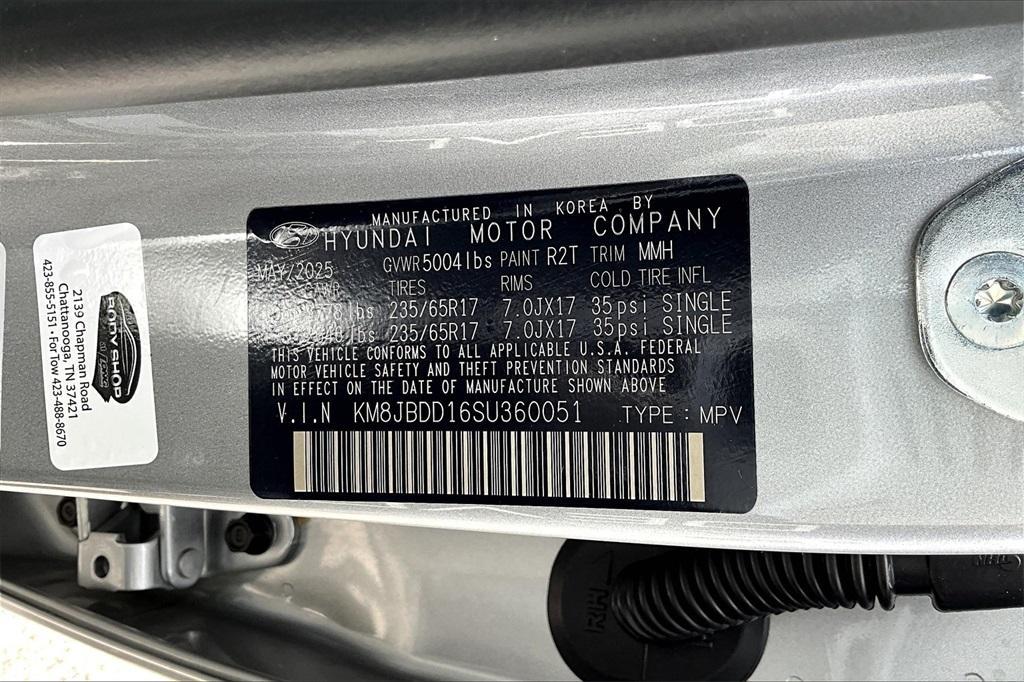 MANUFACTURED IN KOREA BY
HYUNDAI MOTOR COMPANY
MAY/2025 GVWR 5004 lbs PAINT R2T TRIM MMH
TIRES RIMS COLD TIRE INFL
235/65R17 7.0JX17 35psi SINGLE
235/65R17 7.0JX17 35psi SINGLE
THIS VEHICLE CONFORMS TO ALL APPLICABLE U.S.A. FEDERAL
MOTOR VEHICLE SAFETY AND THEFT PREVENTION STANDARDS
IN EFFECT ON THE DATE OF MANUFACTURE SHOWN ABOVE
V.I.N KM8JBDD16SU360051 TYPE : MPV
BODY SHOP
2139 Chapman Road
Chattanooga, TN 37421
423-855-5151 • For Tow 423-488-8670
RH